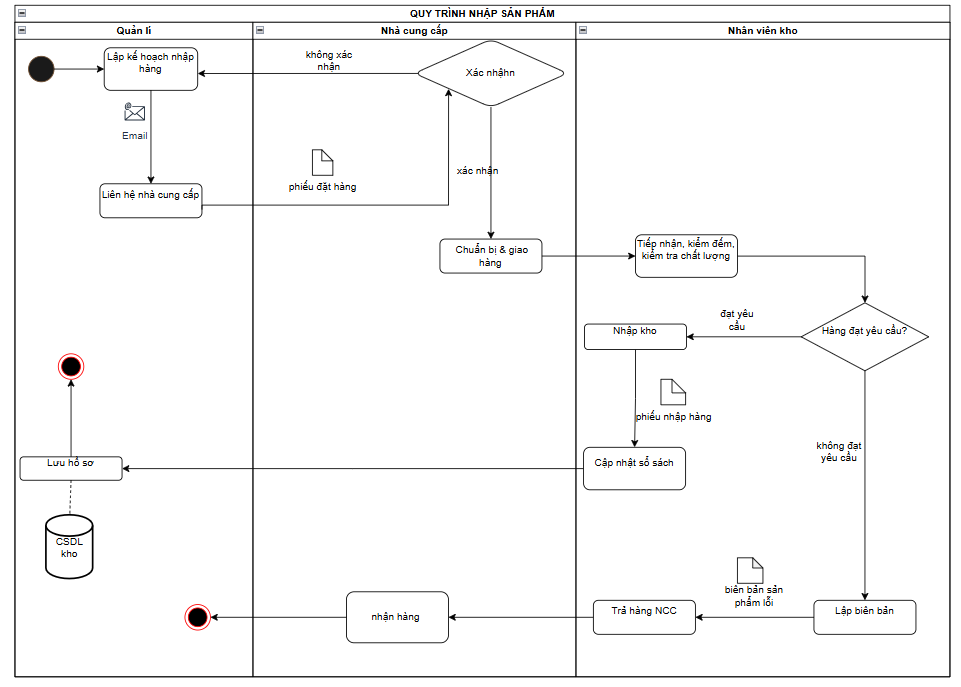 QUY TRÌNH NHẬP SẢN PHẨM
Quản lí
Nhà cung cấp
Nhân viên kho
Lập kế hoạch nhập
hàng
không xác
nhận
Xác nhậhn
Email
phiếu đặt hàng
xác nhận
Liên hệ nhà cung cấp
Chuẩn bị & giao
hàng
Tiếp nhận, kiểm đếm,
kiểm tra chất lượng
đạt yêu
cầu
Nhập kho
Hàng đạt yêu cầu?
phiếu nhập hàng
không đạt
yêu cầu
Lưu hồ sơ
Cập nhật sổ sách
CSDL
kho
biên bản sản
phẩm lỗi
nhận hàng
Trả hàng NCC
Lập biên bản